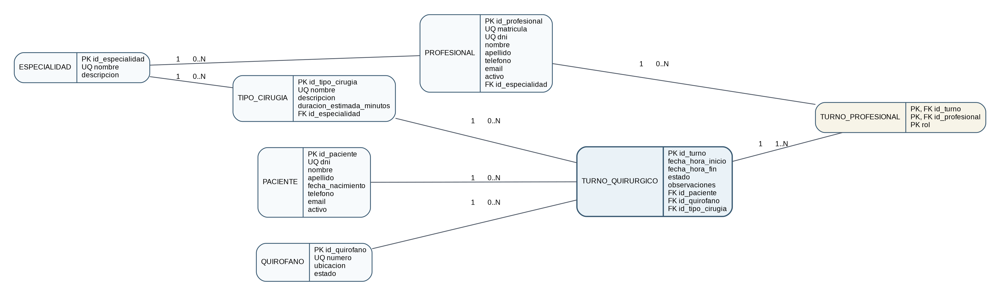 ESPECIALIDAD
PK id_especialidad
UQ nombre
descripcion
1 0..N
1 0..N
TIPO_CIRUGIA
PK id_tipo_cirugia
UQ nombre
descripcion
duracion_estimada_minutos
FK id_especialidad
PROFESIONAL
PK id_profesional
UQ matricula
UQ dni
nombre
apellido
telefono
email
activo
FK id_especialidad
1 0..N
1 0..N
PACIENTE
PK id_paciente
UQ dni
nombre
apellido
fecha_nacimiento
telefono
email
activo
1 0..N
QUIROFANO
PK id_quirofano
UQ numero
ubicacion
estado
1 0..N
TURNO_QUIRURGICO
PK id_turno
fecha_hora_inicio
fecha_hora_fin
estado
observaciones
FK id_paciente
FK id_quirofano
FK id_tipo_cirugia
1 1..N
TURNO_PROFESIONAL
PK, FK id_turno
PK, FK id_profesional
PK rol